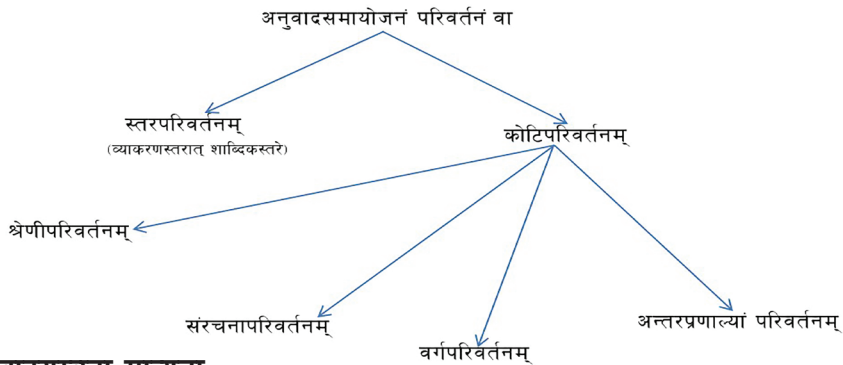 अनुवादसमायोजनं परिवर्तनं वा
स्तरपरिवर्तनम्
(व्याकरणस्तरात् शाब्दिकस्तरे)
कोटिपरिवर्तनम्
श्रेणीपरिवर्तनम्
संरचनापरिवर्तनम्
वर्गपरिवर्तनम्
अन्तरप्रणाल्यां परिवर्तनम्